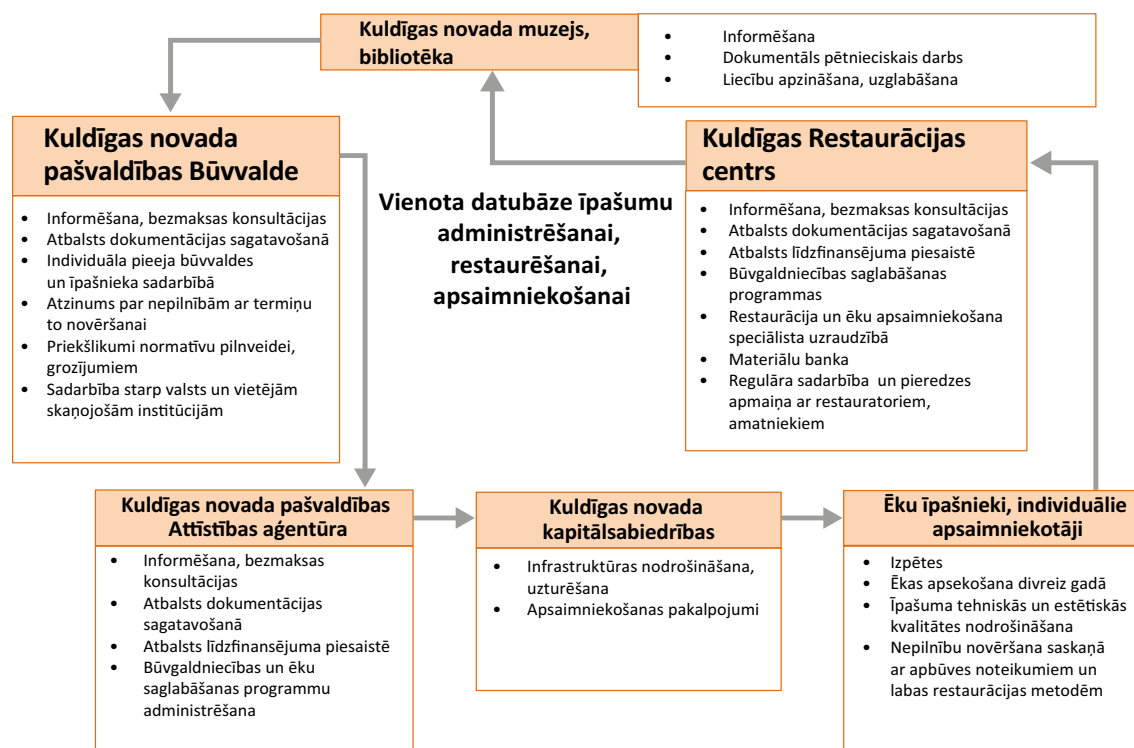 Kuldīgas novada muzejs,
bibliotēka
• Informēšana
• Dokumentāls pētnieciskais darbs
• Liecību apzināšana, uzglabāšana
Kuldīgas novada
pašvaldības Būvvalde
• Informēšana, bezmaksas konsultācijas
• Atbalsts dokumentācijas sagatavošanā
• Individuāla pieeja būvvaldes
un īpašnieka sadarbībā
• Atzinums par nepilnībām ar termiņu
to novēršanai
• Priekšlikumi normatīvu pilnveidei,
grozījumiem
• Sadarbība starp valsts un vietējām
skaņojošām institūcijām
Vienota datubāze īpašumu
administrēšanai,
restaurēšanai,
apsaimniekošanai
Kuldīgas Restaurācijas
centrs
• Informēšana, bezmaksas konsultācijas
• Atbalsts dokumentācijas sagatavošanā
• Atbalsts līdzfinansējuma piesaistē
• Būvgaldniecības saglabāšanas
programmas
• Restaurācija un ēku apsaimniekošana
speciālista uzraudzībā
• Materiālu banka
• Regulāra sadarbība un pieredzes
apmaiņa ar restauratoriem,
amatniekiem
Kuldīgas novada pašvaldības
Attīstības aģentūra
• Informēšana, bezmaksas
konsultācijas
• Atbalsts dokumentācijas
sagatavošanā
• Atbalsts līdzfinansējuma piesaistē
• Būvgaldniecības un ēku
saglabāšanas programmu
administrēšana
Kuldīgas novada
kapitālsabiedrības
• Infrastruktūras nodrošināšana,
uzturēšana
• Apsaimniekošanas pakalpojumi
Ēku īpašnieki, individuālie
apsaimniekotāji
• Izpētes
• Ēkas apsekošana divreiz gadā
• Īpašuma tehniskās un estētiskās
kvalitātes nodrošināšana
• Nepilnību novēršana saskaņā
ar apbūves noteikumiem un
labas restaurācijas metodēm